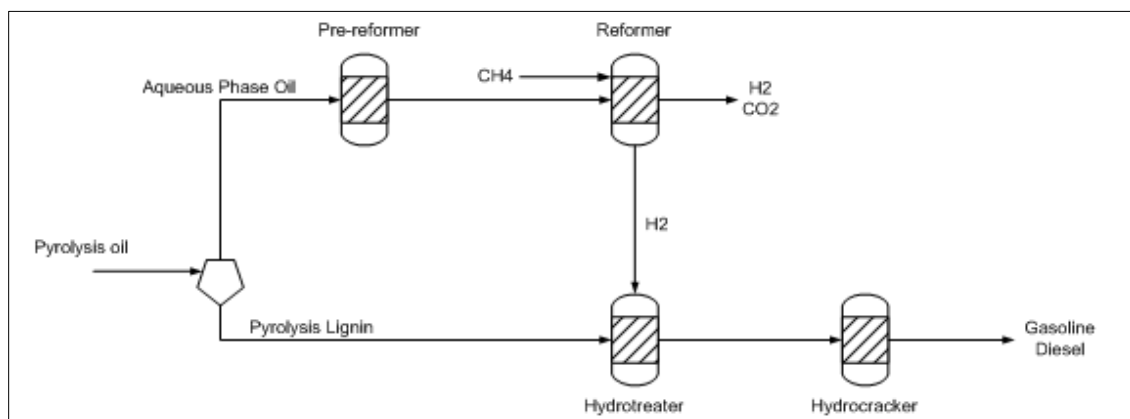 Pre-reformer
Reformer
CH4
Aqueous Phase Oil
H2
CO2
H2
Pyrolysis oil
Pyrolysis Lignin
Gasoline
Diesel
Hydrotreater
Hydrocracker